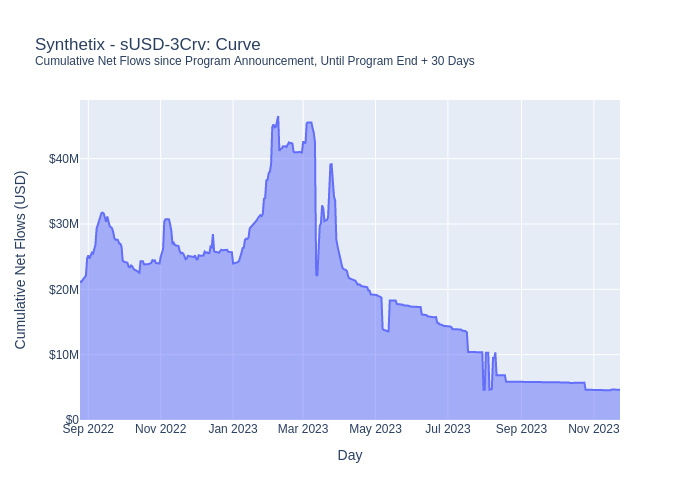 Synthetix - sUSD-3Crv: Curve
Cumulative Net Flows since Program Announcement, Until Program End + 30 Days
Cumulative Net Flows (USD)
$40M
$30M
$20M
$10M
$0
Sep 2022 Nov 2022 Jan 2023 Mar 2023 May 2023 Jul 2023 Sep 2023 Nov 2023
Day